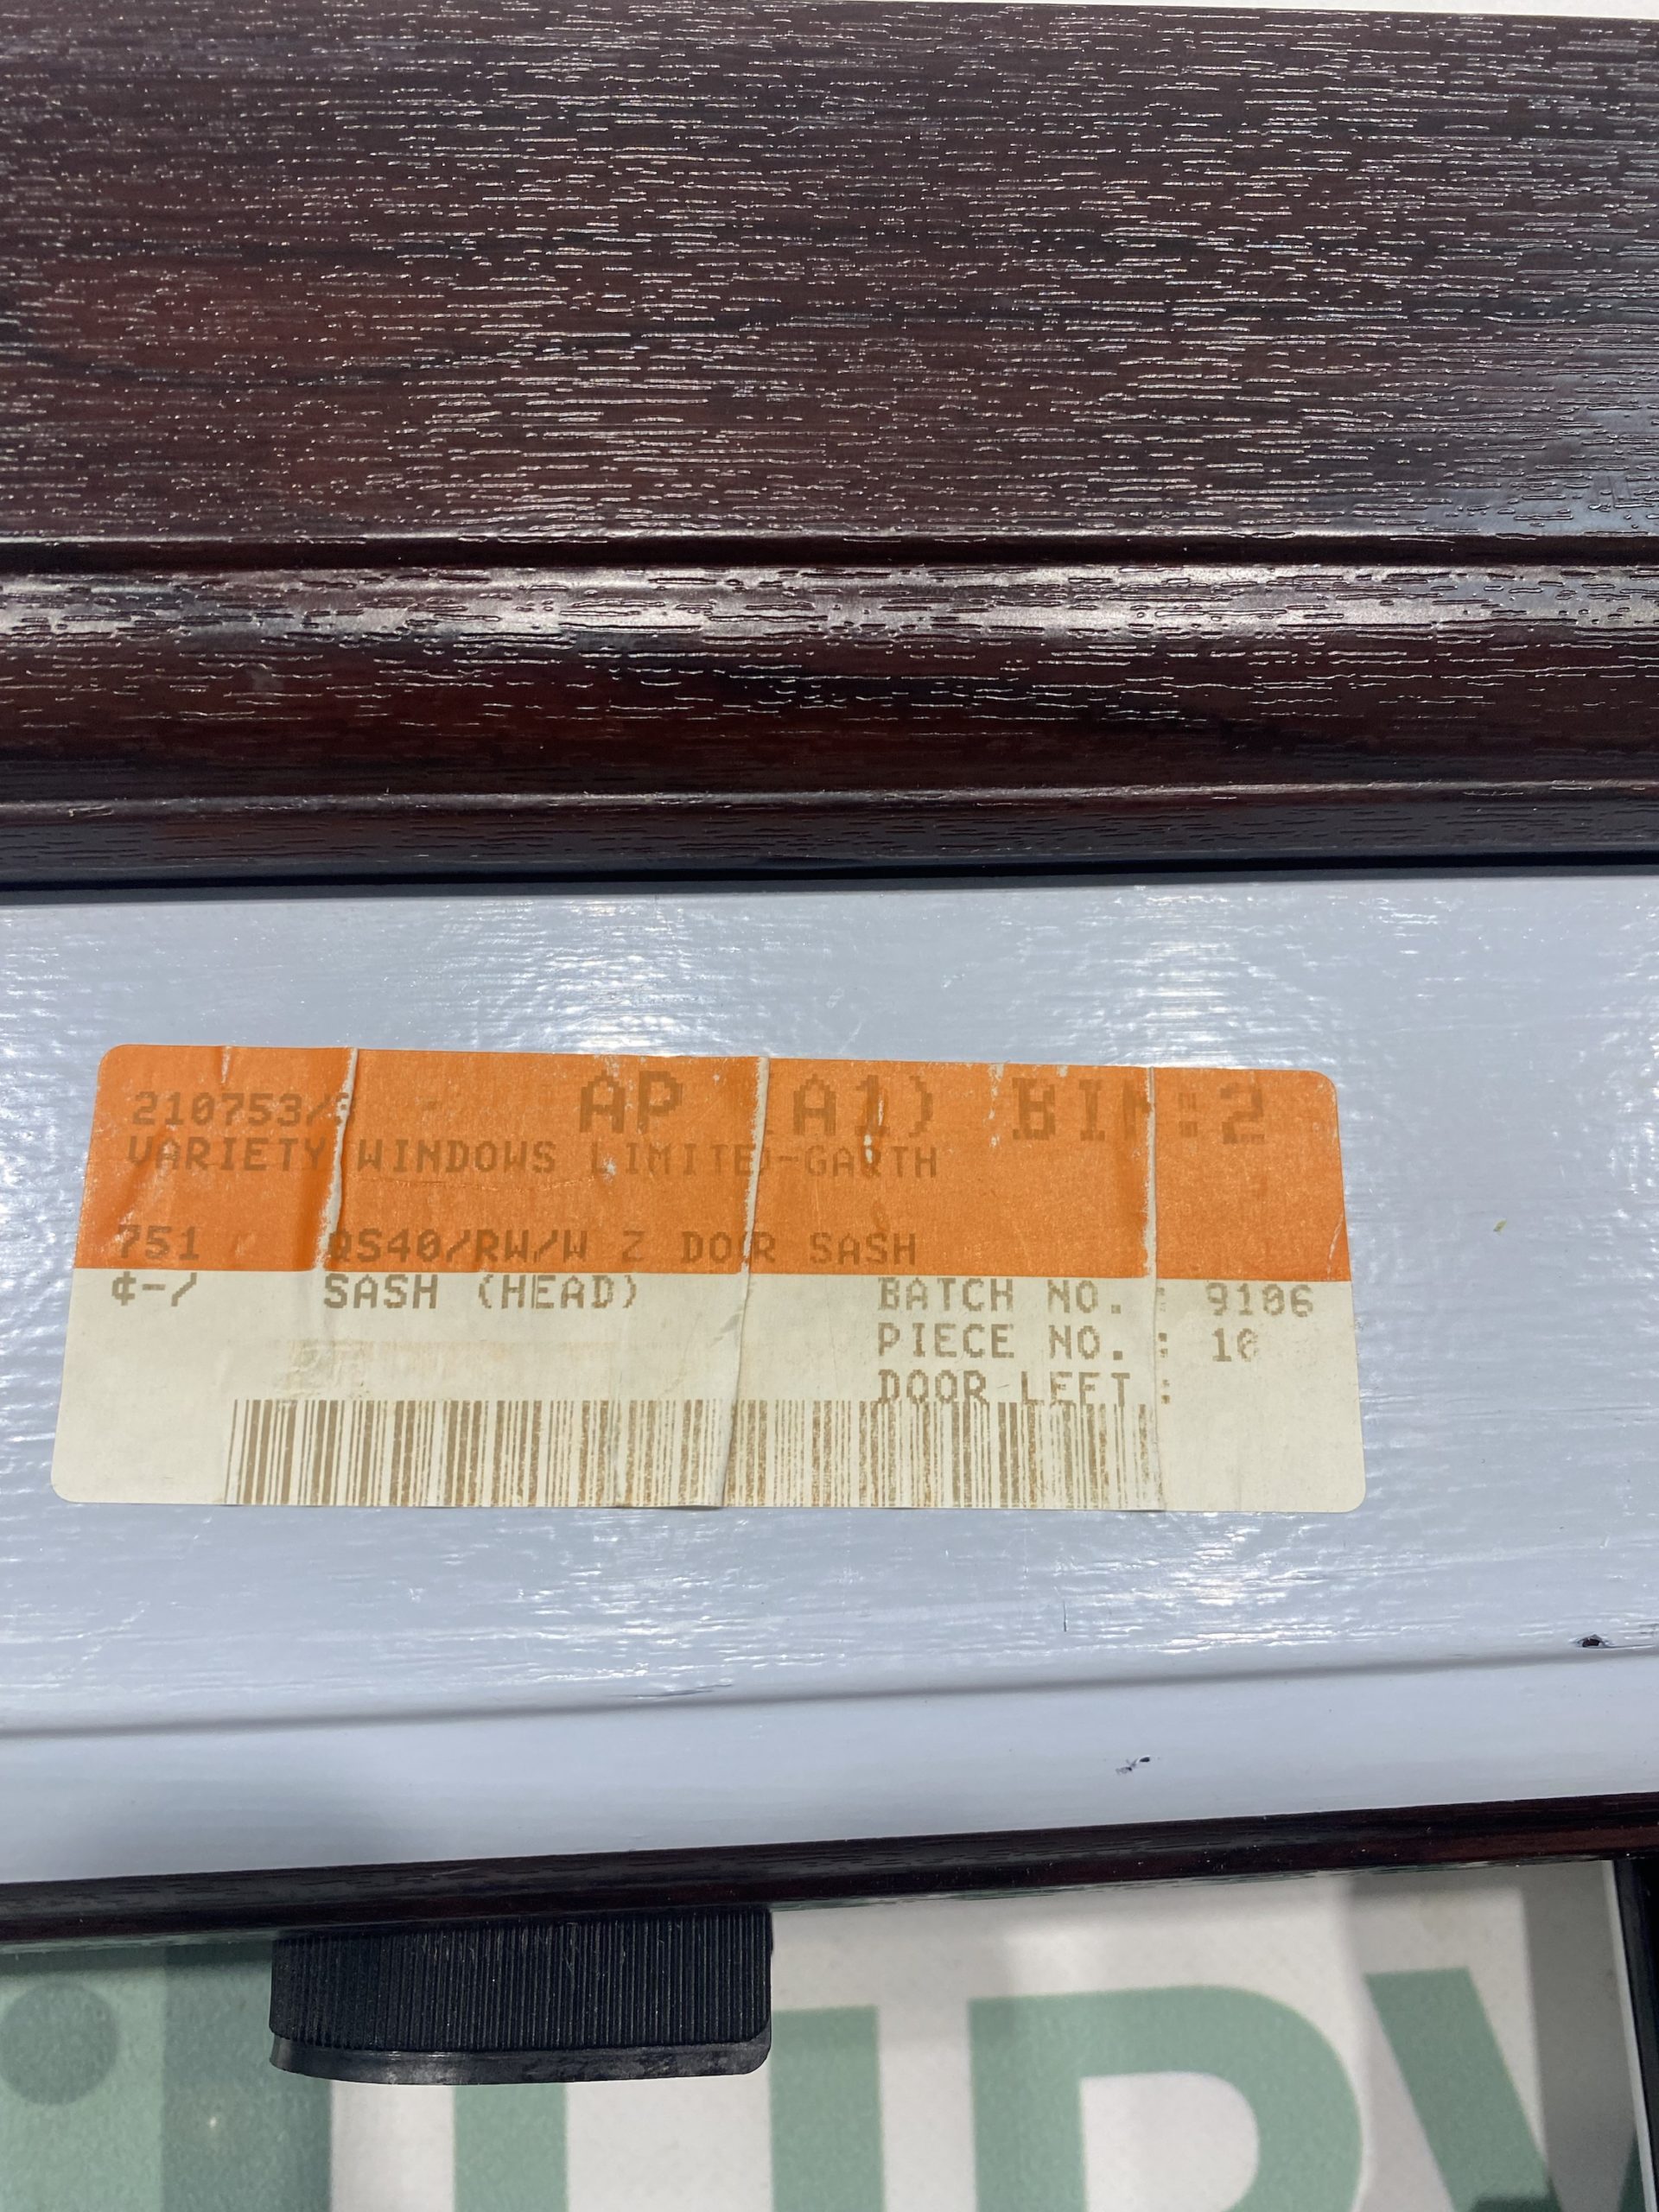 210753/3 - AP (A1) BIN:2
VARIETY WINDOWS LIMITED-GARTH
751 QS40/RW/W Z DOOR SASH
¢-/ SASH (HEAD) BATCH NO. : 9106
PIECE NO. : 10
DOOR LEFT :